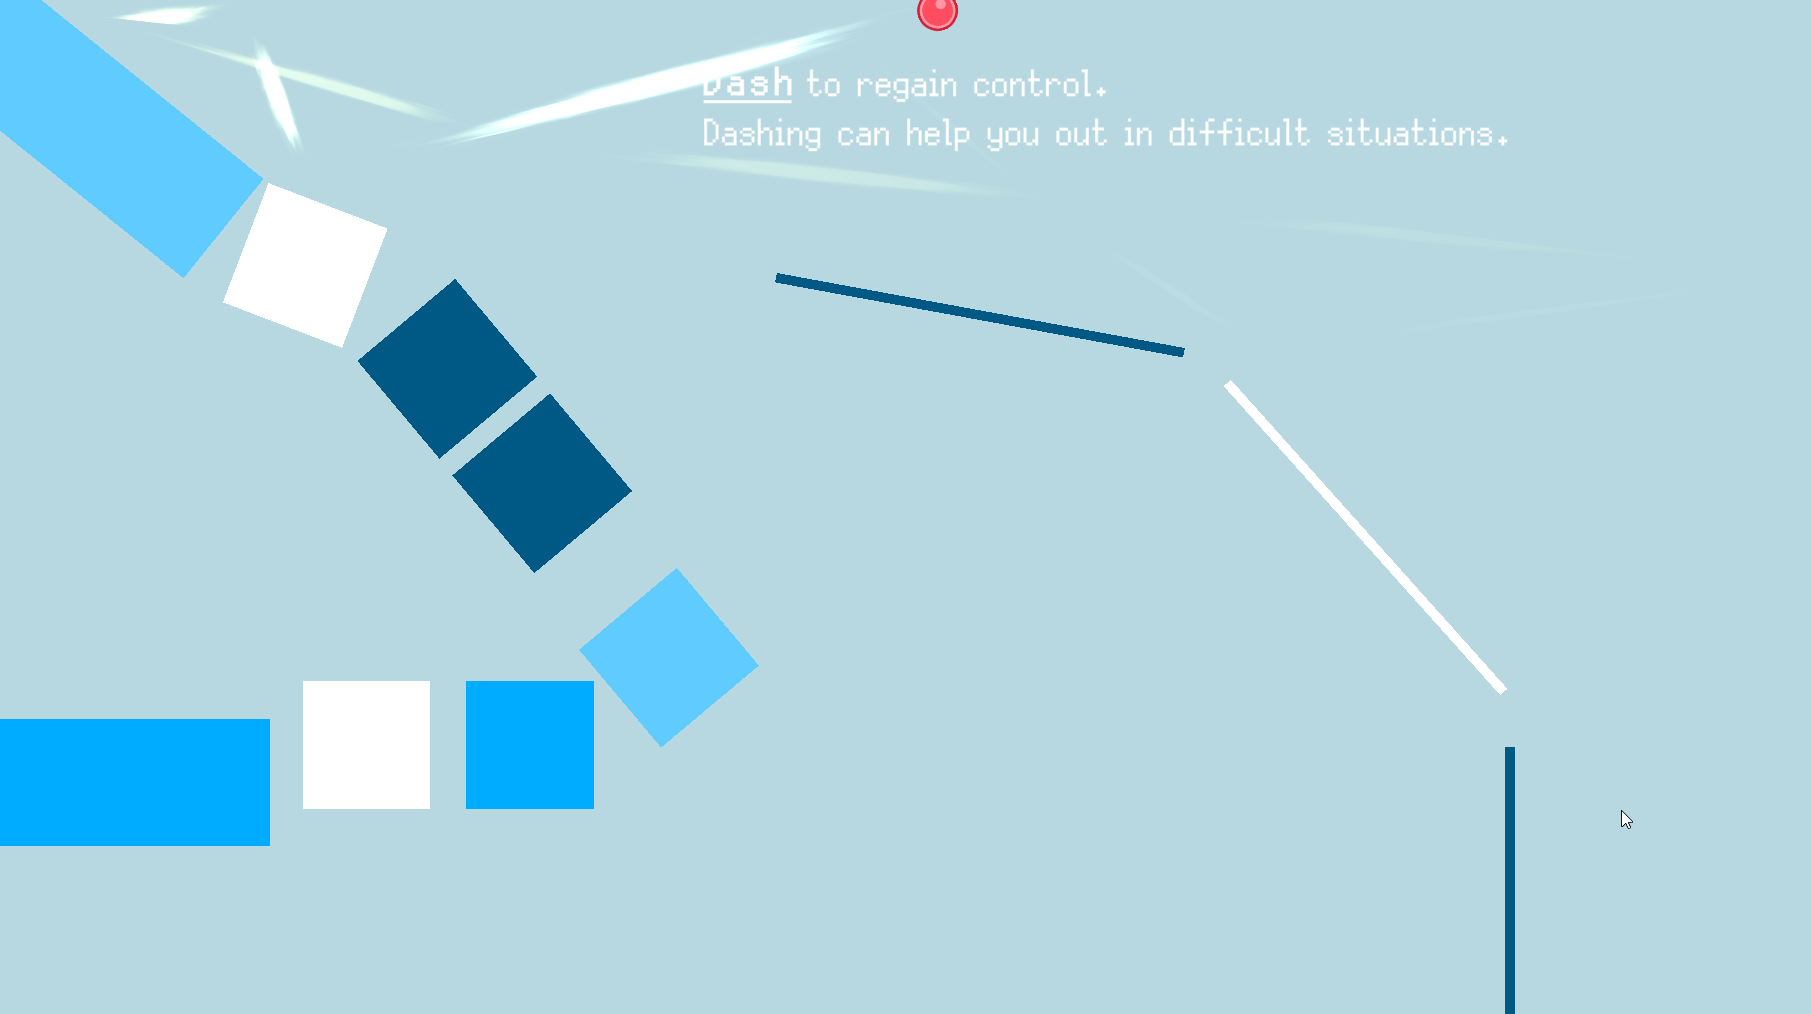 Dash to regain control.
Dashing can help you out in difficult situations.